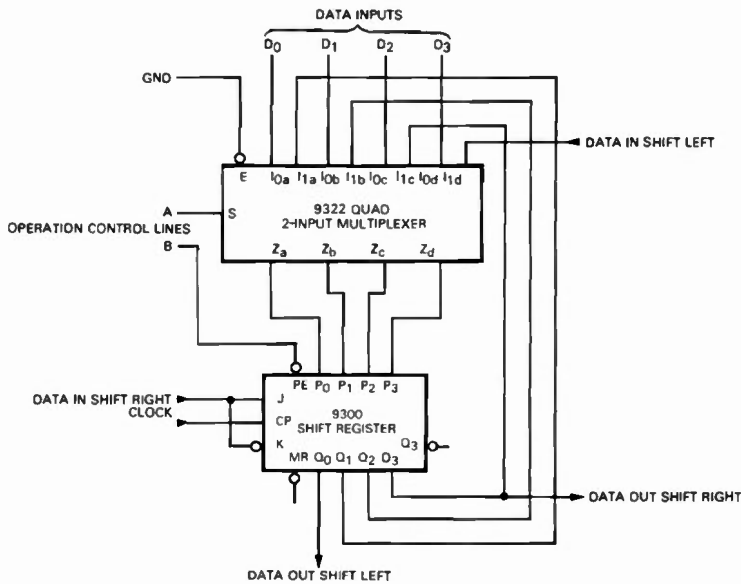 DATA INPUTS
D0 D1 D2 D3
GND
DATA IN SHIFT LEFT
E I0a I1a I0b I1b I0c I1c I0d I1d
A S 9322 QUAD
2-INPUT MULTIPLEXER
OPERATION CONTROL LINES
B Za Zb Zc Zd
PE P0 P1 P2 P3
DATA IN SHIFT RIGHT J 9300
CLOCK CP SHIFT REGISTER
K Q3
MR Q0 Q1 Q2 O3
DATA OUT SHIFT RIGHT
DATA OUT SHIFT LEFT